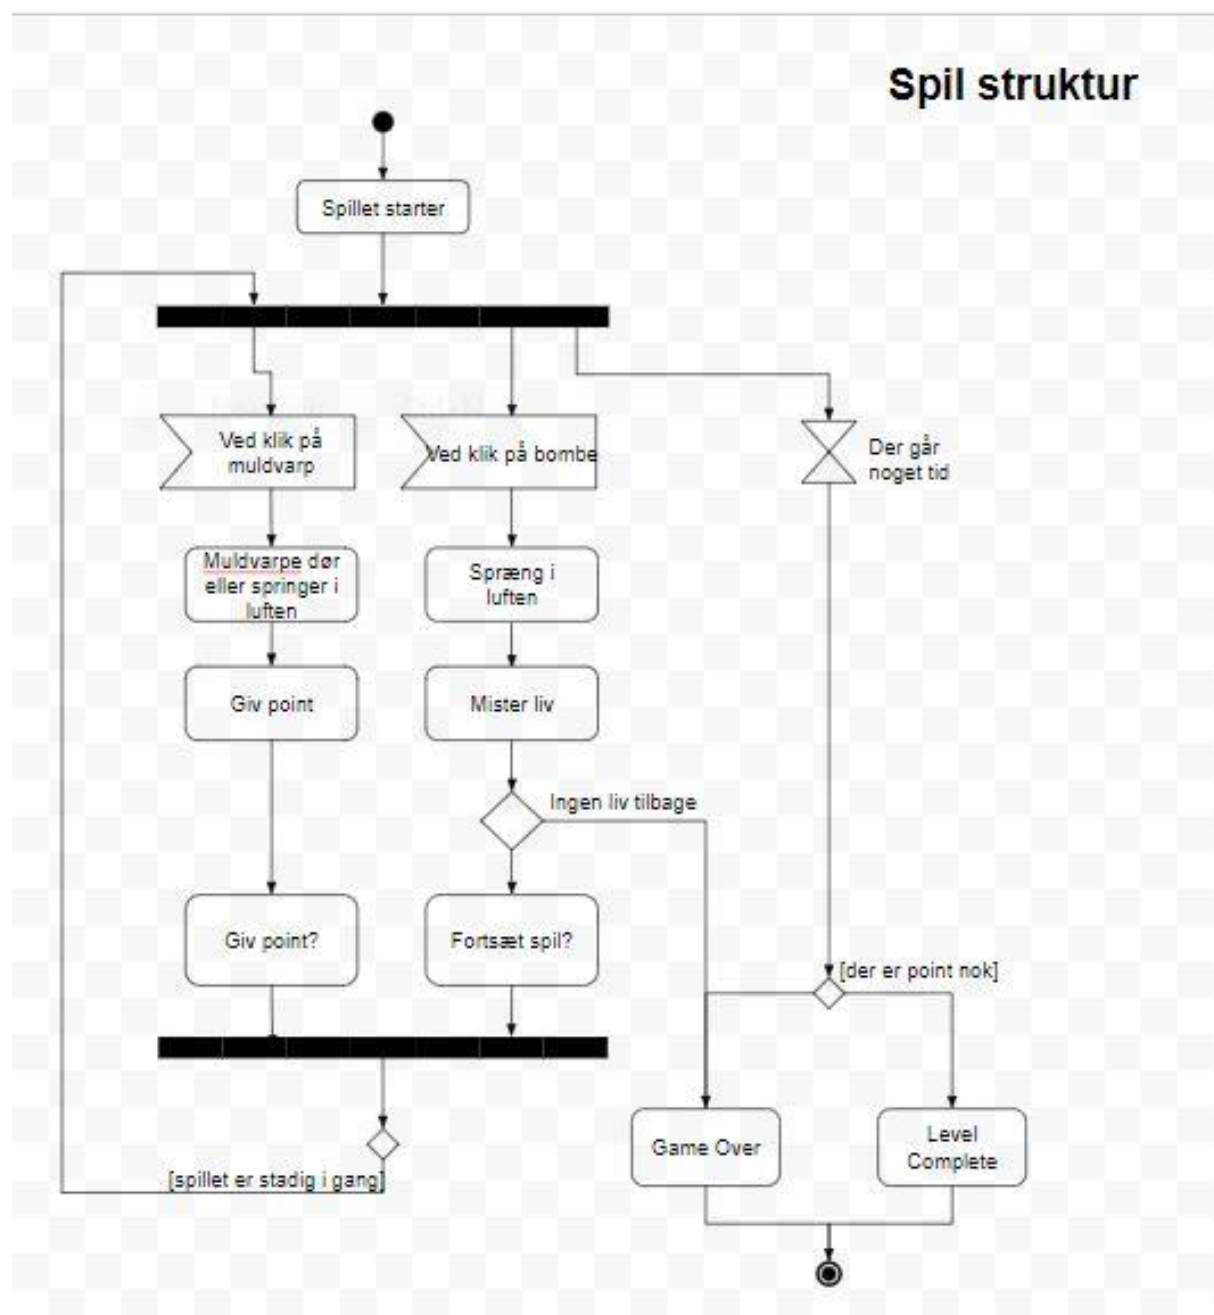 Spil struktur
Spillet starter
Ved klik på
muldvarp
Ved klik på bombe
Der går
noget tid
Muldvarpe dør
eller springer i
luften
Spræng i
luften
Giv point
Mister liv
Ingen liv tilbage
Giv point?
Fortsæt spil?
[der er point nok]
Game Over
Level
Complete
[spillet er stadig i gang]